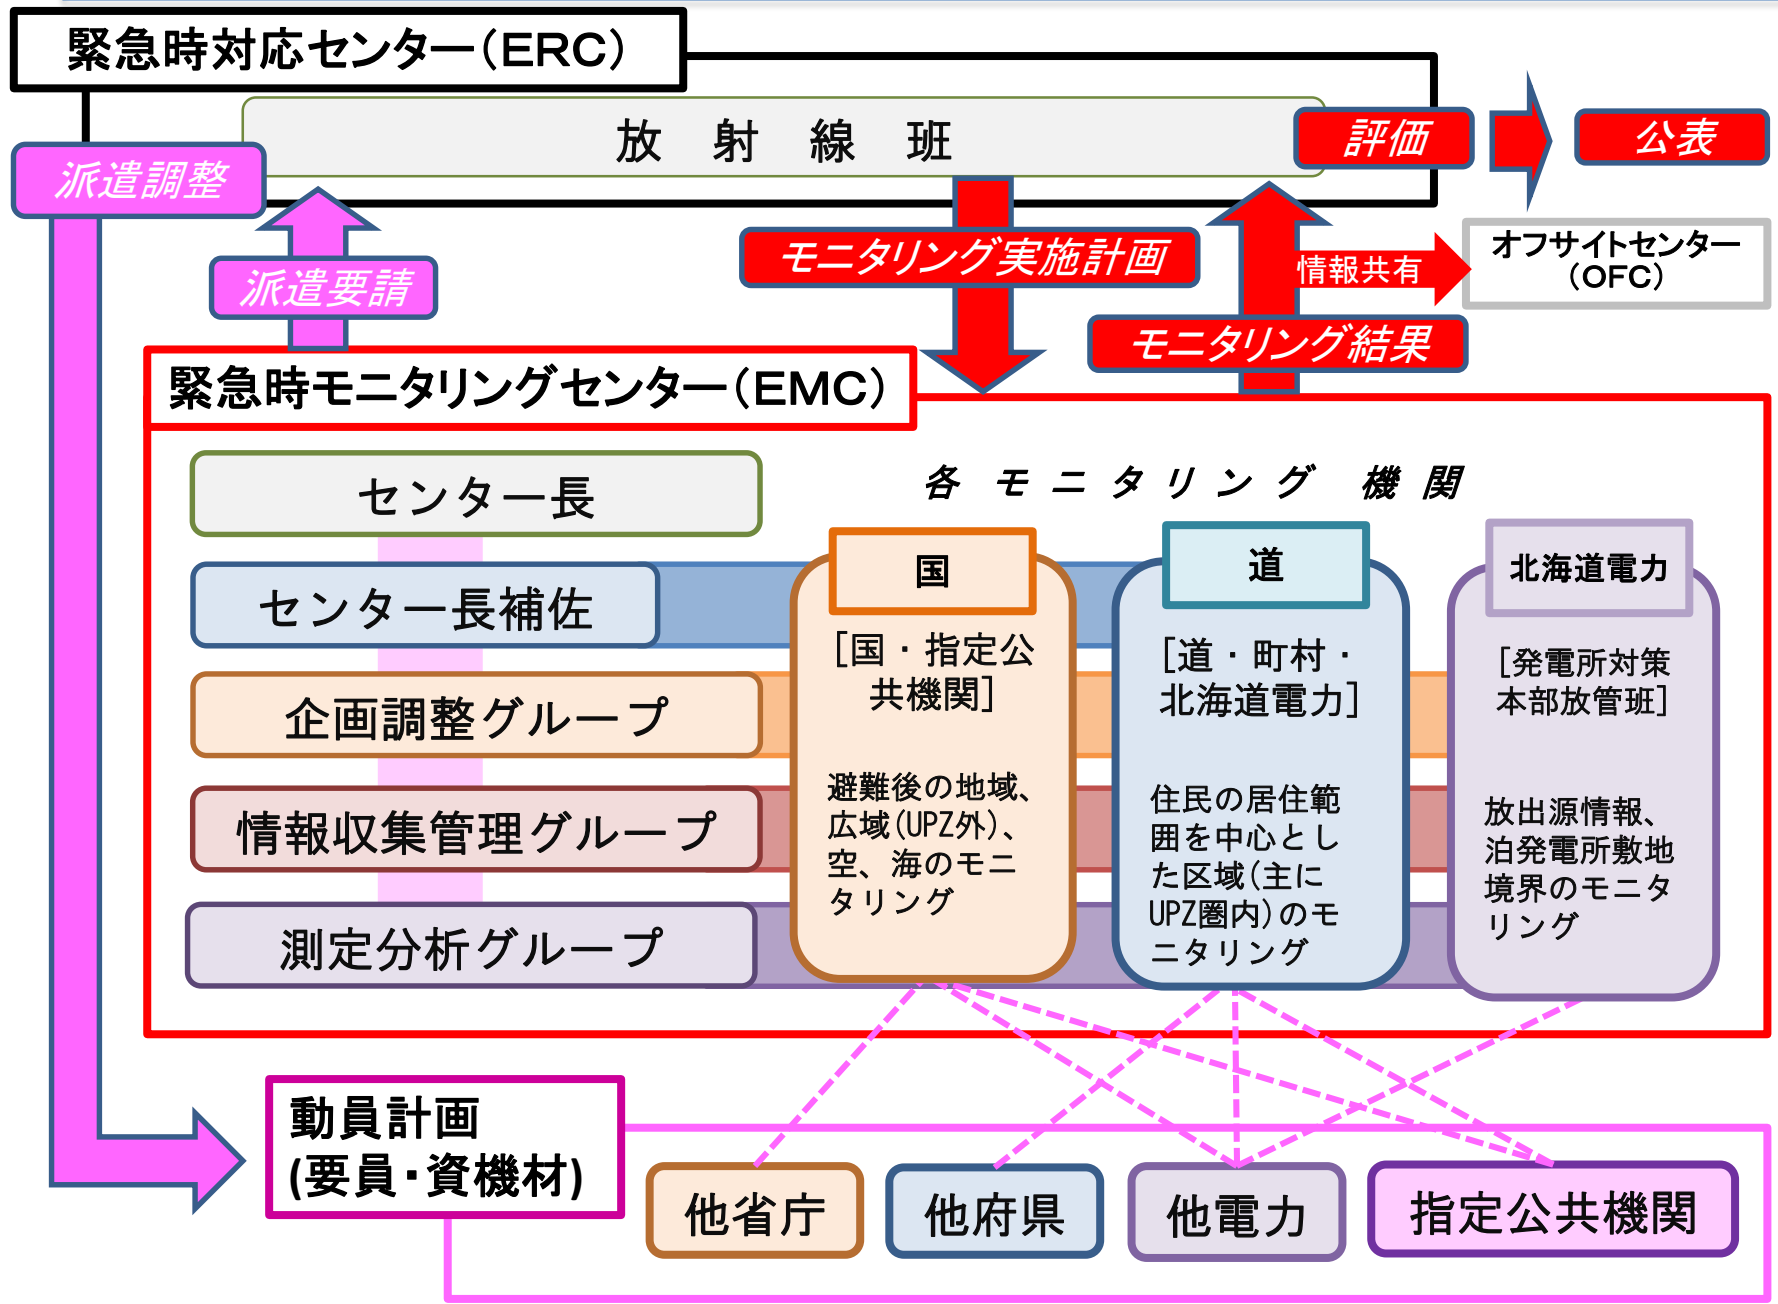 緊急時対応センター（ERC）
放射線班
評価
公表
派遣調整
派遣要請
モニタリング実施計画
情報共有
オフサイトセンター
（OFC）
モニタリング結果
緊急時モニタリングセンター（EMC）
センター長
センター長補佐
企画調整グループ
情報収集管理グループ
測定分析グループ
各モニタリング機関
国
[国・指定公
共機関]
避難後の地域、
広域(UPZ外)、
空、海のモニ
タリング
道
[道・町村・
北海道電力]
住民の居住範
囲を中心とし
た区域(主に
UPZ圏内)のモ
ニタリング
北海道電力
[発電所対策
本部放管班]
放出源情報、
泊発電所敷地
境界のモニタ
リング
動員計画
(要員・資機材)
他省庁
他府県
他電力
指定公共機関